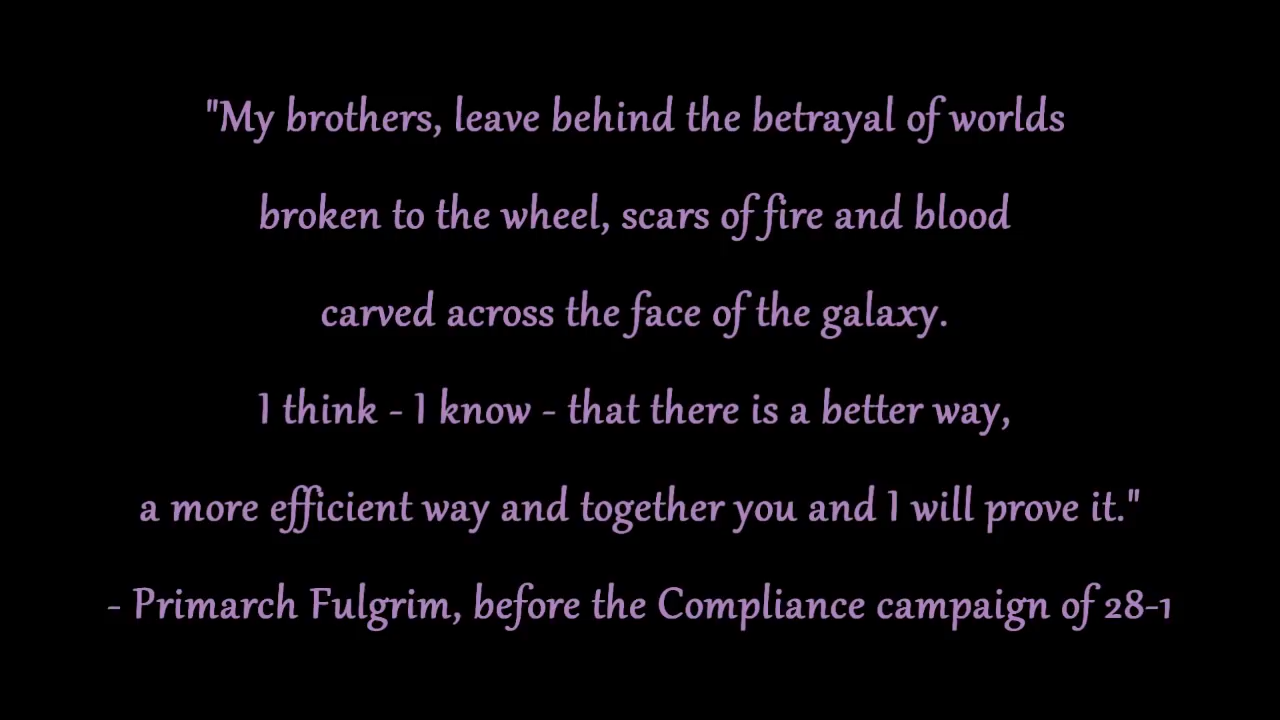 "My brothers, leave behind the betrayal of worlds
broken to the wheel, scars of fire and blood
carved across the face of the galaxy.
I think - I know - that there is a better way,
a more efficient way and together you and I will prove it."
- Primarch Fulgrim, before the Compliance campaign of 28-1